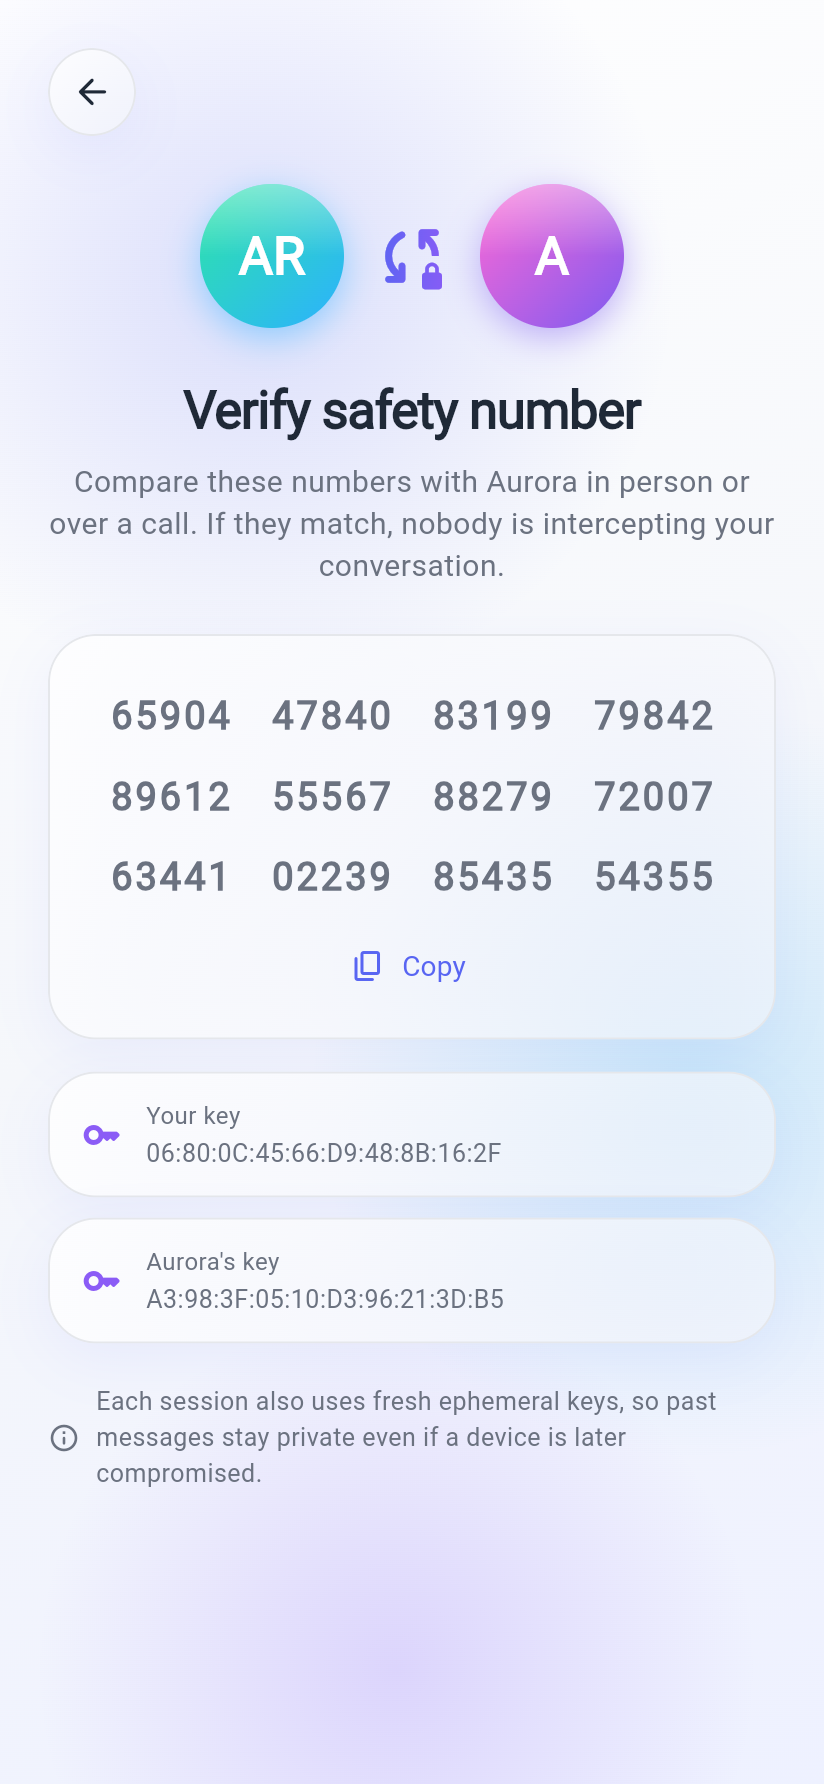 AR
A
Verify safety number
Compare these numbers with Aurora in person or
over a call. If they match, nobody is intercepting your
conversation.
65904 47840 83199 79842
89612 55567 88279 72007
63441 02239 85435 54355
Copy
Your key
06:80:0C:45:66:D9:48:8B:16:2F
Aurora's key
A3:98:3F:05:10:D3:96:21:3D:B5
Each session also uses fresh ephemeral keys, so past
messages stay private even if a device is later
compromised.